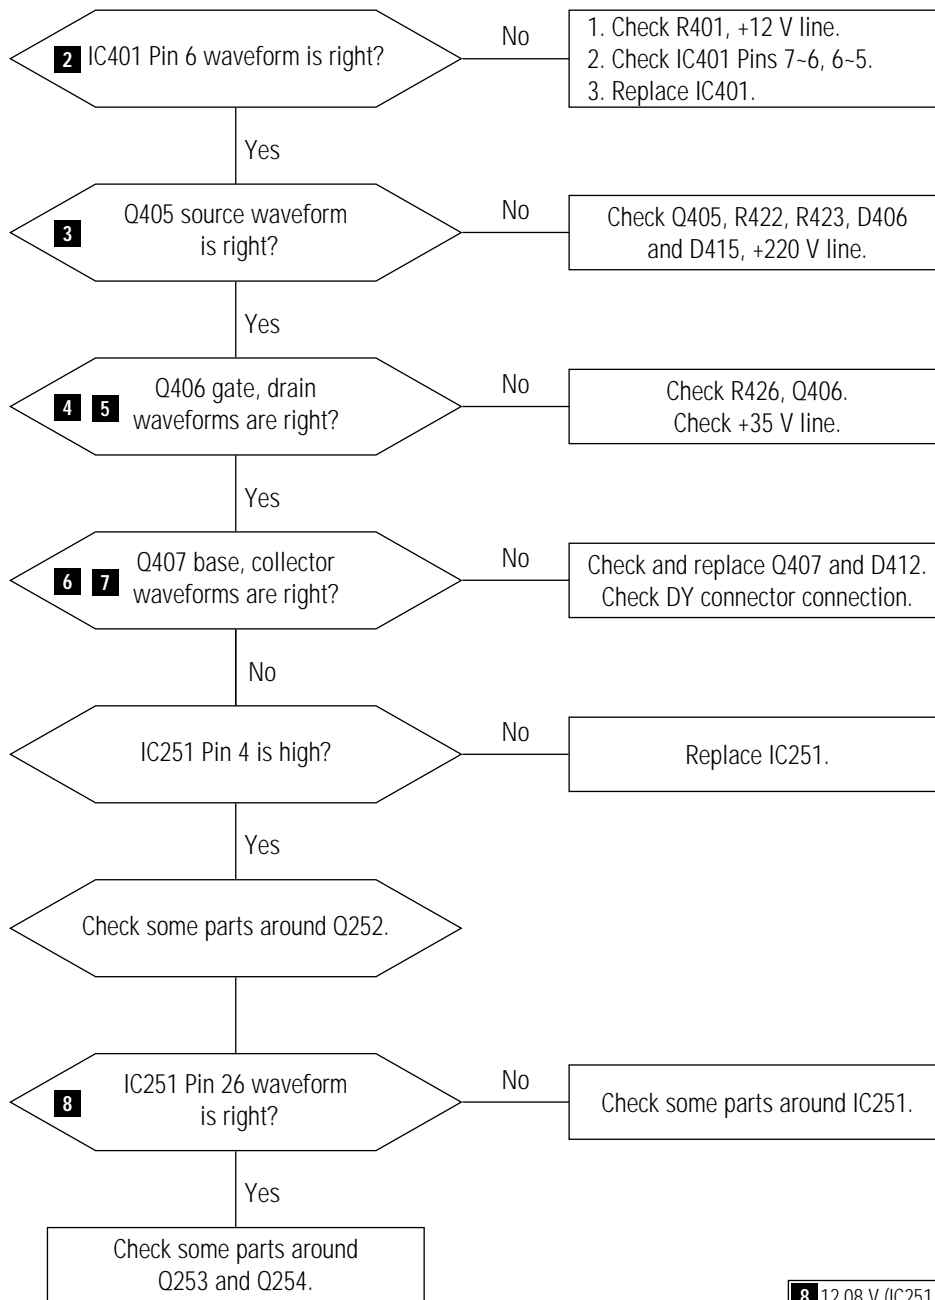 2 IC401 Pin 6 waveform is right?
No
1. Check R401, +12 V line.
2. Check IC401 Pins 7~6, 6~5.
3. Replace IC401.
Yes
3 Q405 source waveform
is right?
No
Check Q405, R422, R423, D406
and D415, +220 V line.
Yes
4 5 Q406 gate, drain
waveforms are right?
No
Check R426, Q406.
Check +35 V line.
Yes
6 7 Q407 base, collector
waveforms are right?
No
Check and replace Q407 and D412.
Check DY connector connection.
No
IC251 Pin 4 is high?
No
Replace IC251.
Yes
Check some parts around Q252.
8 IC251 Pin 26 waveform
is right?
No
Check some parts around IC251.
Yes
Check some parts around
Q253 and Q254.
8 12.08 V (IC251